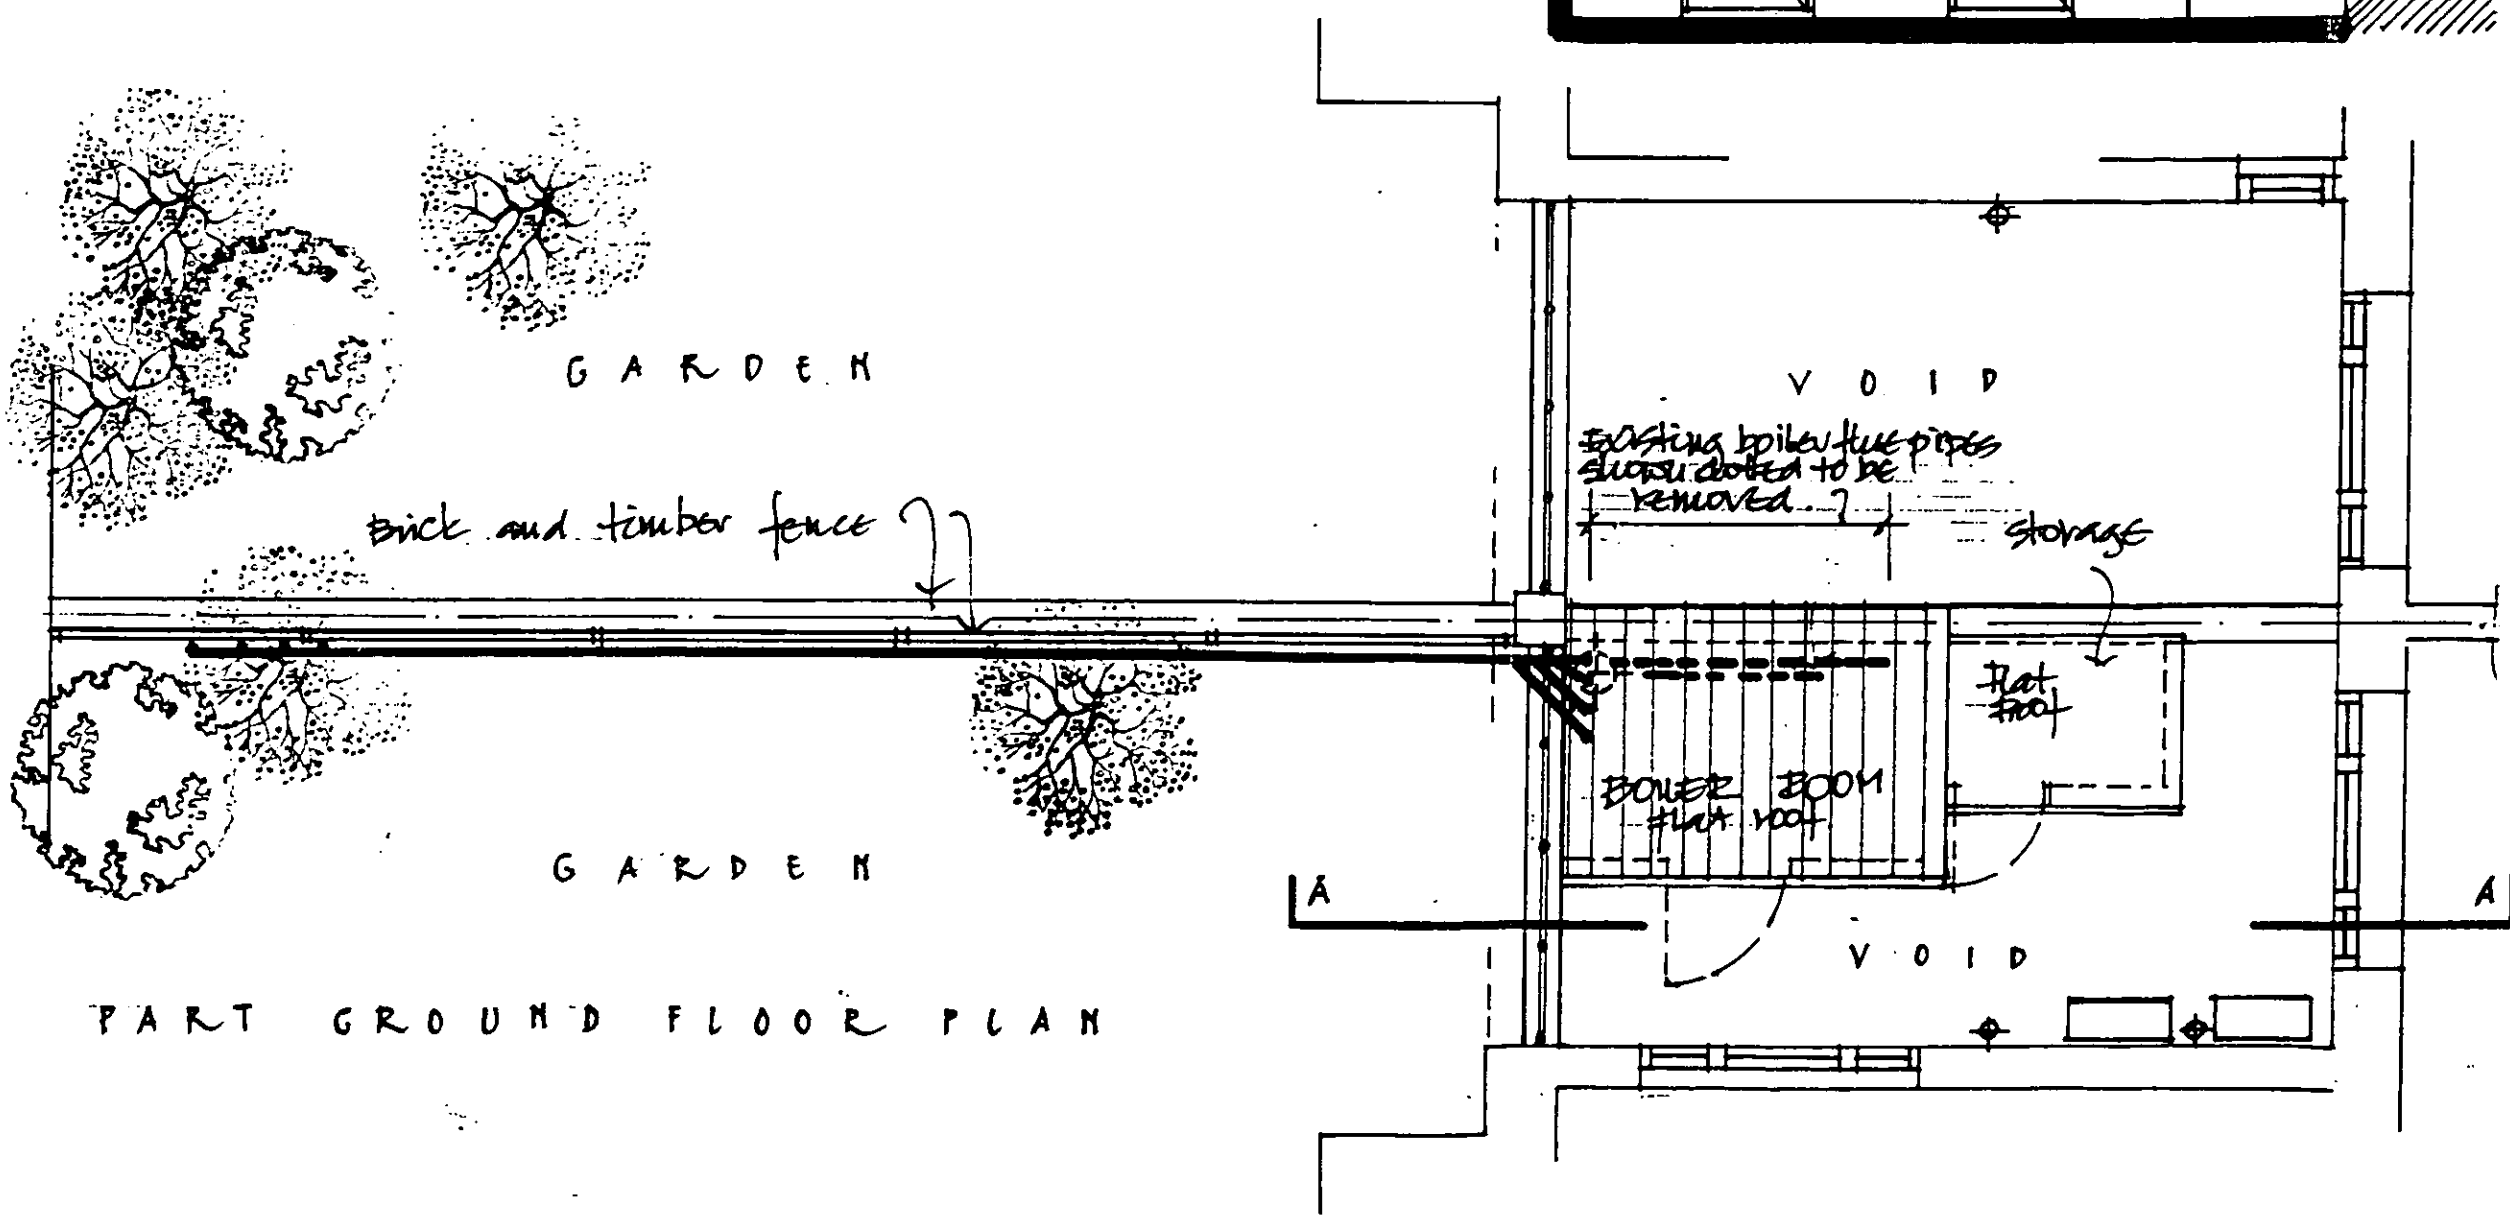 GARDEN
VOID
Existing boiler flue pipes
shown dotted to be
removed.
Brick and timber fence
storage
Flat
roof
BOILER ROOM
flat roof
GARDEN
A
A
VOID
PART GROUND FLOOR PLAN